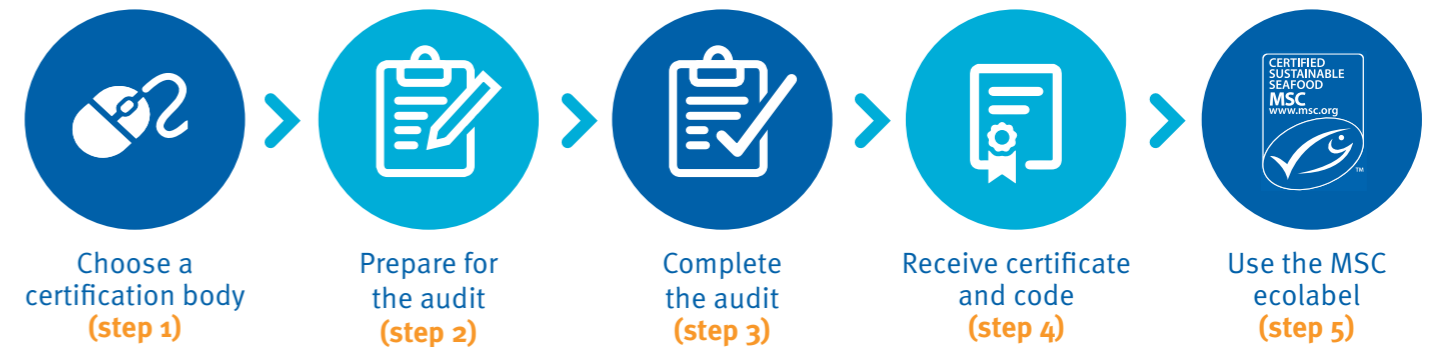 CERTIFIED
SUSTAINABLE
SEAFOOD
MSC
www.msc.org
TM
Choose a
certification body
(step 1)
Prepare for
the audit
(step 2)
Complete
the audit
(step 3)
Receive certificate
and code
(step 4)
Use the MSC
ecolabel
(step 5)